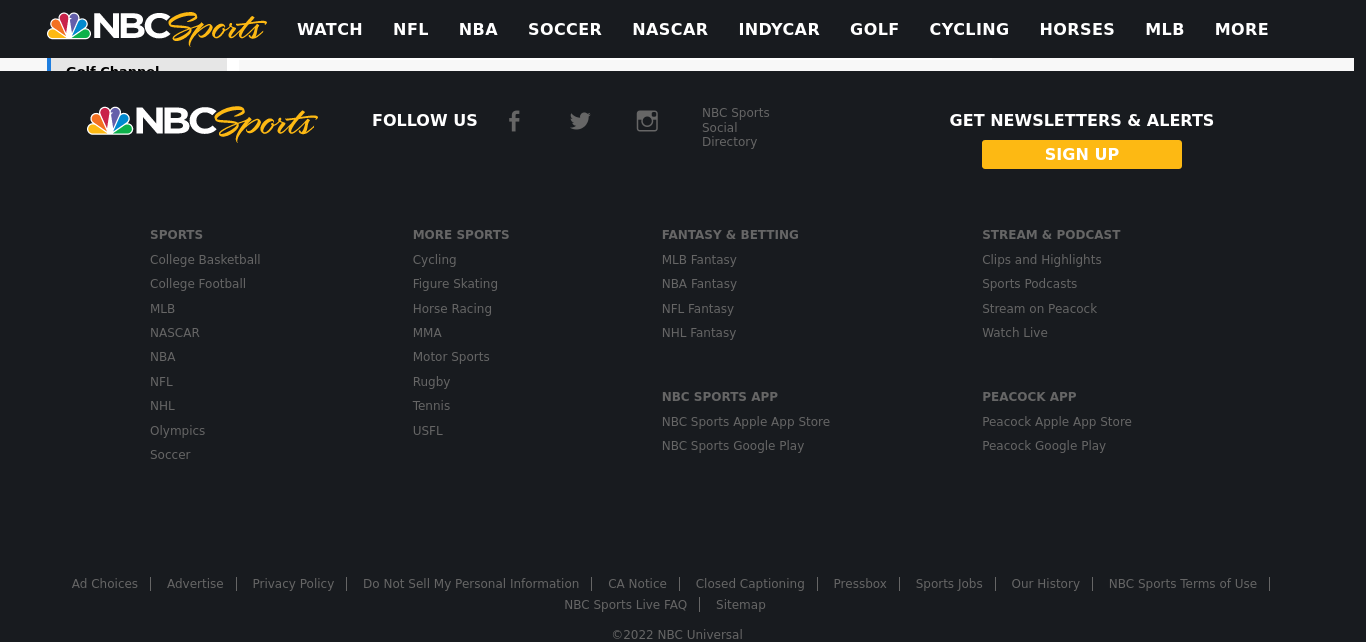 NBC Sports WATCH NFL NBA SOCCER NASCAR INDYCAR GOLF CYCLING HORSES MLB MORE
Golf Channel
NBC Sports FOLLOW US NBC Sports Social Directory
GET NEWSLETTERS & ALERTS
SIGN UP
SPORTS
College Basketball
College Football
MLB
NASCAR
NBA
NFL
NHL
Olympics
Soccer
MORE SPORTS
Cycling
Figure Skating
Horse Racing
MMA
Motor Sports
Rugby
Tennis
USFL
FANTASY & BETTING
MLB Fantasy
NBA Fantasy
NFL Fantasy
NHL Fantasy
NBC SPORTS APP
NBC Sports Apple App Store
NBC Sports Google Play
STREAM & PODCAST
Clips and Highlights
Sports Podcasts
Stream on Peacock
Watch Live
PEACOCK APP
Peacock Apple App Store
Peacock Google Play
Ad Choices | Advertise | Privacy Policy | Do Not Sell My Personal Information | CA Notice | Closed Captioning | Pressbox | Sports Jobs | Our History | NBC Sports Terms of Use |
NBC Sports Live FAQ | Sitemap
©2022 NBC Universal